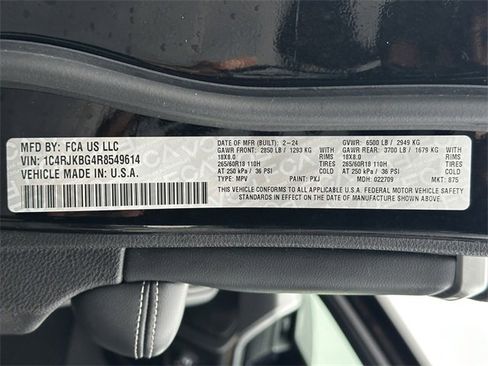 MFD BY: FCA US LLC
VIN: 1C4RJKBG4R8549614
VEHICLE MADE IN: U.S.A.
DATE OF MFR (BUILT): 2-24 GVWR: 6500 LB / 2949 KG
GAWR FRONT: 2850 LB / 1293 KG GAWR REAR: 3700 LB / 1679 KG
18X8.0 TIRES 18X8.0 TIRES
265/60R18 110H 265/60R18 110H
AT 250 kPa / 36 PSI COLD AT 250 kPa / 36 PSI COLD
TYPE: MPV PAINT: PXJ MDH: 022709 MKT: 875
THIS VEHICLE CONFORMS TO ALL APPLICABLE FEDERAL MOTOR VEHICLE SAFETY
STANDARDS IN EFFECT ON THE DATE OF MANUFACTURE SHOWN ABOVE.